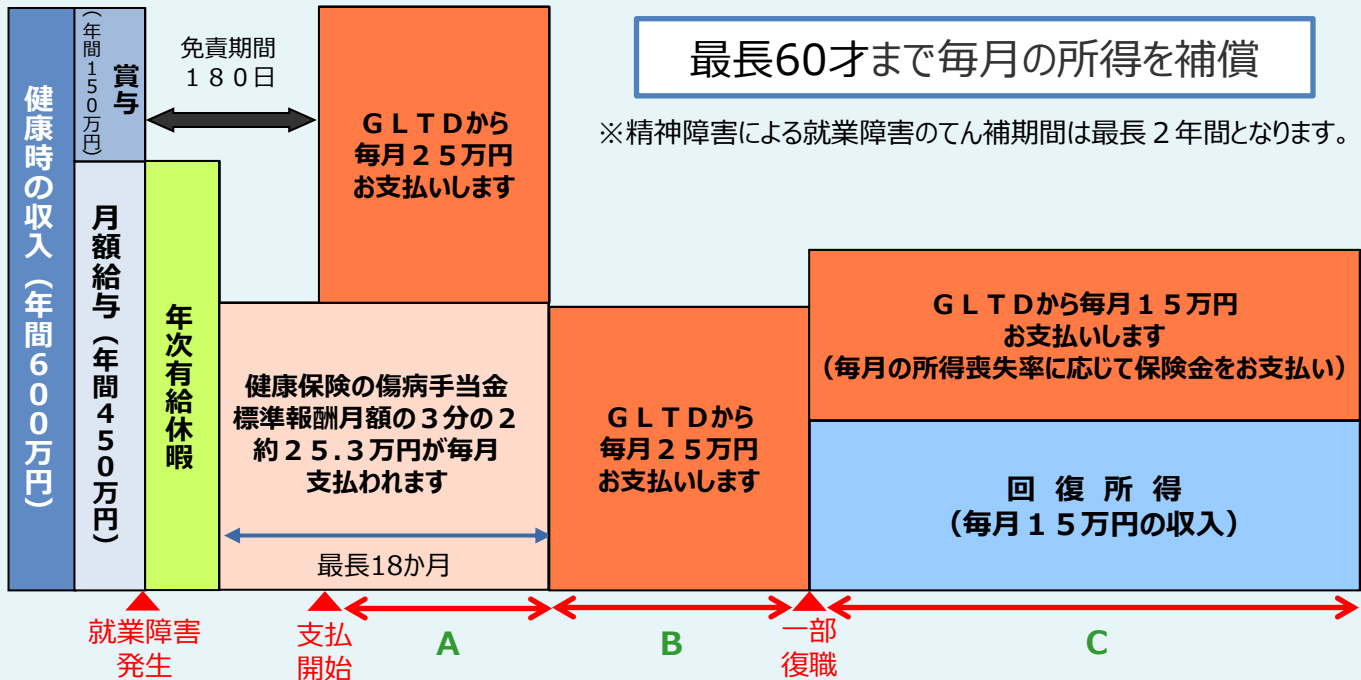 健康時の収入（年間６００万円）
（年間１５０万円）
賞与
月額給与（年間４５０万円）
免責期間
１８０日
年次有給休暇
ＧＬＴＤから
毎月２５万円
お支払いします
最長60才まで毎月の所得を補償
※精神障害による就業障害のてん補期間は最長２年間となります。
健康保険の傷病手当金
標準報酬月額の３分の２
約２５.３万円が毎月
支払われます
最長18か月
ＧＬＴＤから
毎月２５万円
お支払いします
ＧＬＴＤから毎月１５万円
お支払いします
（毎月の所得喪失率に応じて保険金をお支払い）
回 復 所 得
（毎月１５万円の収入）
就業障害
発生
支払
開始
A
B
一部
復職
C